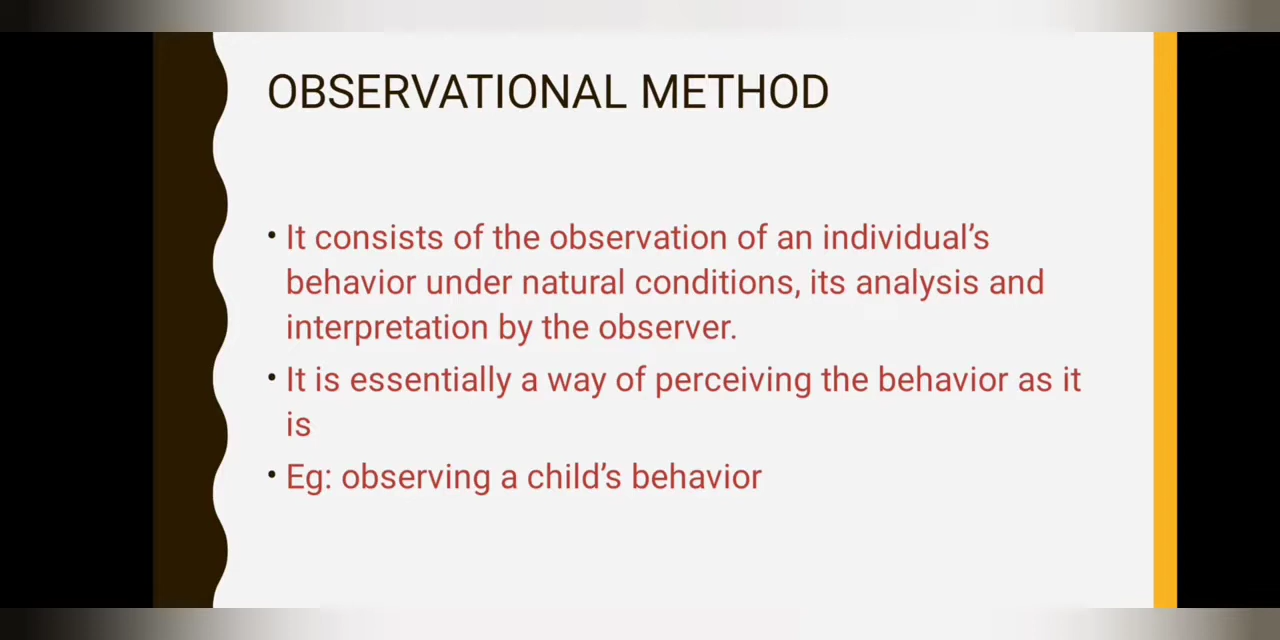 OBSERVATIONAL METHOD
• It consists of the observation of an individual’s
behavior under natural conditions, its analysis and
interpretation by the observer.
• It is essentially a way of perceiving the behavior as it
is
• Eg: observing a child’s behavior